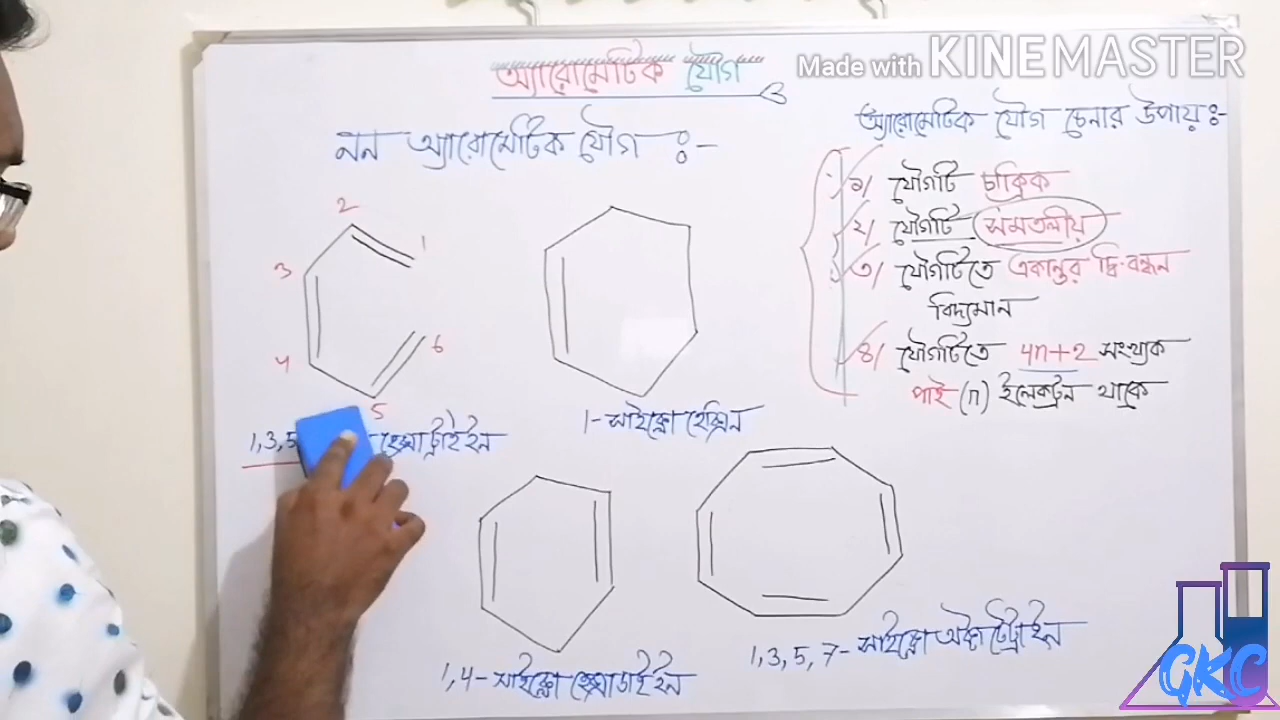 Made with KINEMASTER
অ্যারোমেটিক যৌগ
নন অ্যারোমেটিক যৌগ :-
2
1
3
4
6
5
1,3,5
হেক্সাট্রাইইন
1-সাইক্লো হেক্সিন
1,4-সাইক্লো হেক্সাডাইইন
1,3,5,7-সাইক্লো অক্টাটেট্রাইন
অ্যারোমেটিক যৌগ চেনার উপায়:-
১/ যৌগটি চাক্রিক
২/ যৌগটি সমতলীয়
৩/ যৌগটিতে একান্তর দ্বি-বন্ধন
বিদ্যমান
৪/ যৌগটিতে 4n+2 সংখ্যক
পাই (π) ইলেকট্রন থাকে
GKC